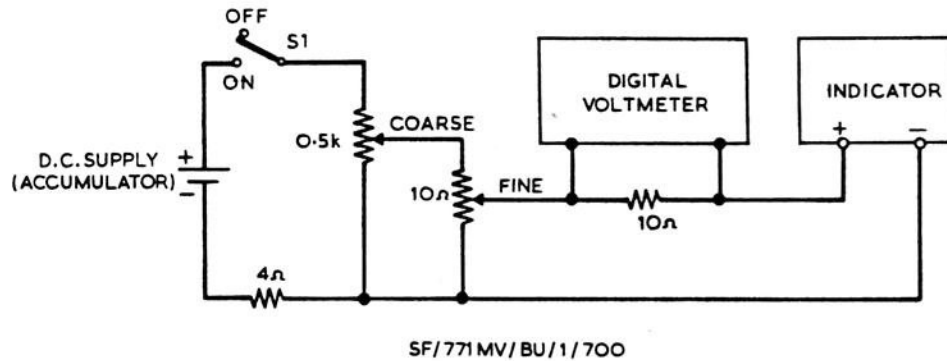 OFF
S1
ON
DIGITAL
VOLTMETER
INDICATOR
+
−
COARSE
0·5k
D.C. SUPPLY
(ACCUMULATOR)
+
−
10Ω
FINE
10Ω
4Ω
SF/771MV/BU/1/700